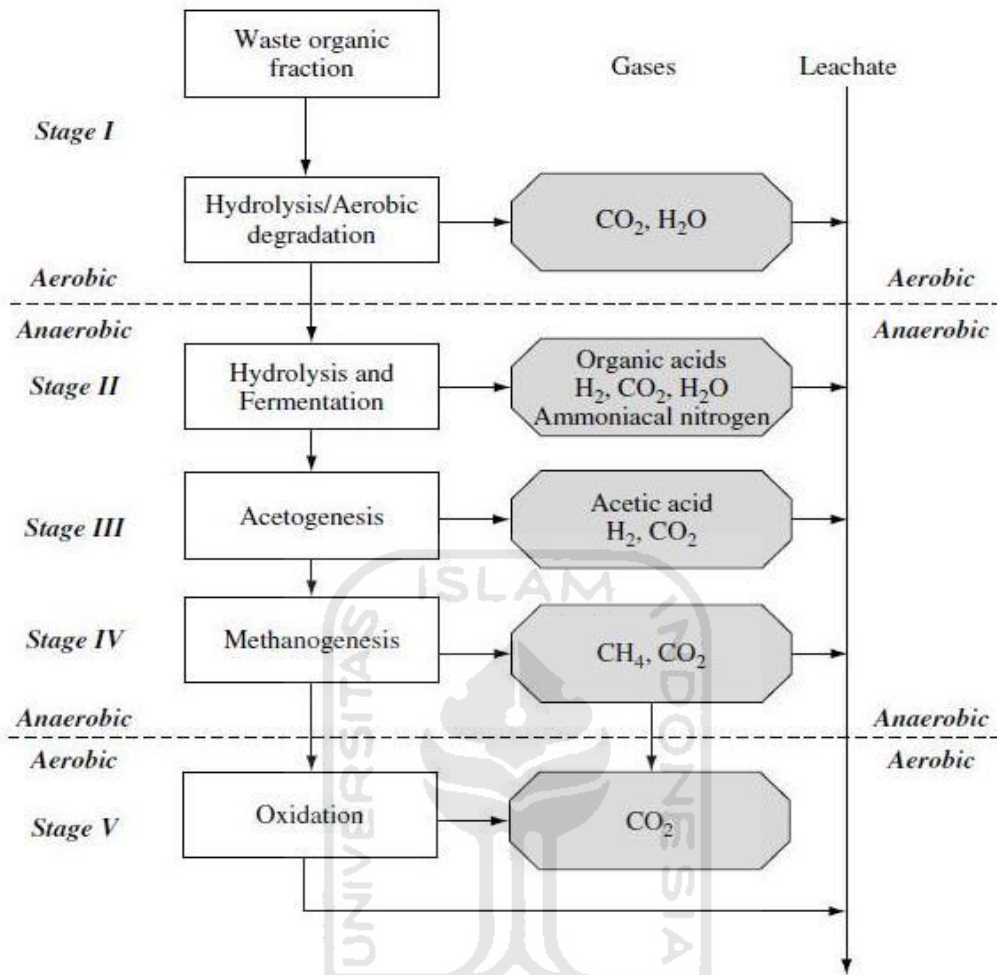 Waste organic
fraction
Gases
Leachate
Stage I
Hydrolysis/Aerobic
degradation
CO₂, H₂O
Aerobic
Aerobic
Anaerobic
Anaerobic
Stage II
Hydrolysis and
Fermentation
Organic acids
H₂, CO₂, H₂O
Ammoniacal nitrogen
Stage III
Acetogenesis
Acetic acid
H₂, CO₂
Stage IV
Methanogenesis
CH₄, CO₂
Anaerobic
Anaerobic
Aerobic
Aerobic
Stage V
Oxidation
CO₂
UNIVERSITAS
ISLAM
INDONESIA